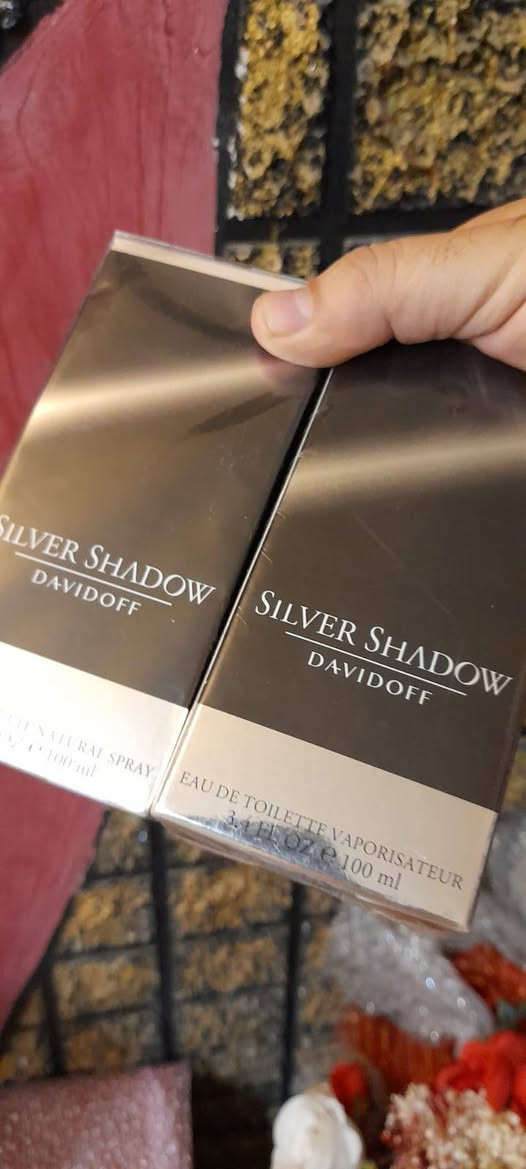 SILVER SHADOW
DAVIDOFF
NATURAL SPRAY
100 ml
SILVER SHADOW
DAVIDOFF
EAU DE TOILETTE VAPORISATEUR
3.4 FL OZ ℮ 100 ml